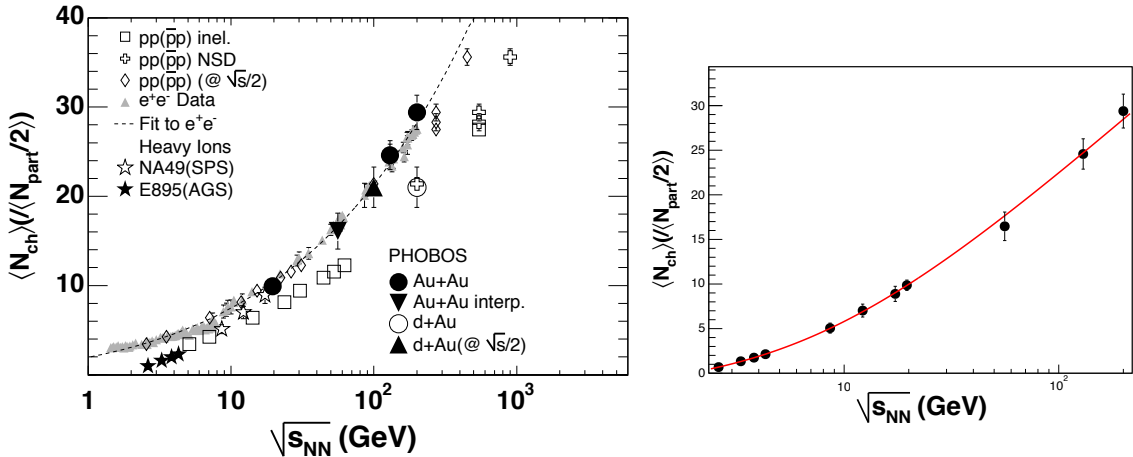 40
30
20
10
⟨N_ch⟩(/⟨N_part/2⟩)
pp(p̅p) inel.
pp(p̅p) NSD
pp(p̅p) (@ √s/2)
e⁺e⁻ Data
Fit to e⁺e⁻
Heavy Ions
NA49(SPS)
E895(AGS)
PHOBOS
Au+Au
Au+Au interp.
d+Au
d+Au(@ √s/2)
1 10 10² 10³
√s_NN (GeV)
35
30
25
20
15
10
5
0
⟨N_ch⟩(/⟨N_part/2⟩)
10 10²
√s_NN (GeV)